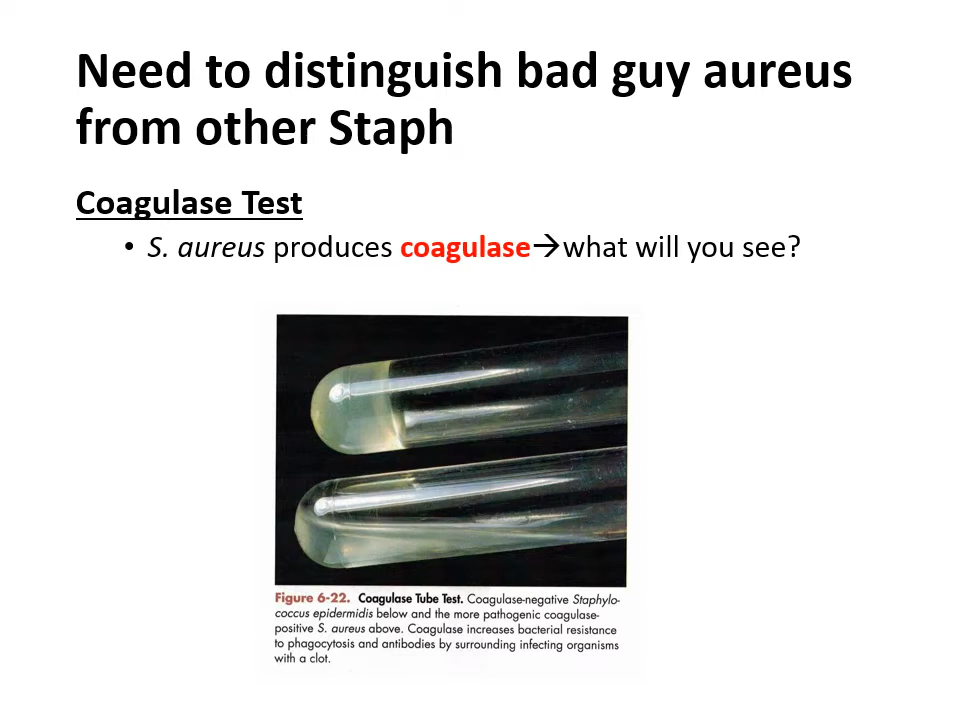 Need to distinguish bad guy aureus
from other Staph
Coagulase Test
• S. aureus produces coagulase→what will you see?
Figure 6-22. Coagulase Tube Test. Coagulase-negative Staphylo-
coccus epidermidis below and the more pathogenic coagulase-
positive S. aureus above. Coagulase increases bacterial resistance
to phagocytosis and antibodies by surrounding infecting organisms
with a clot.